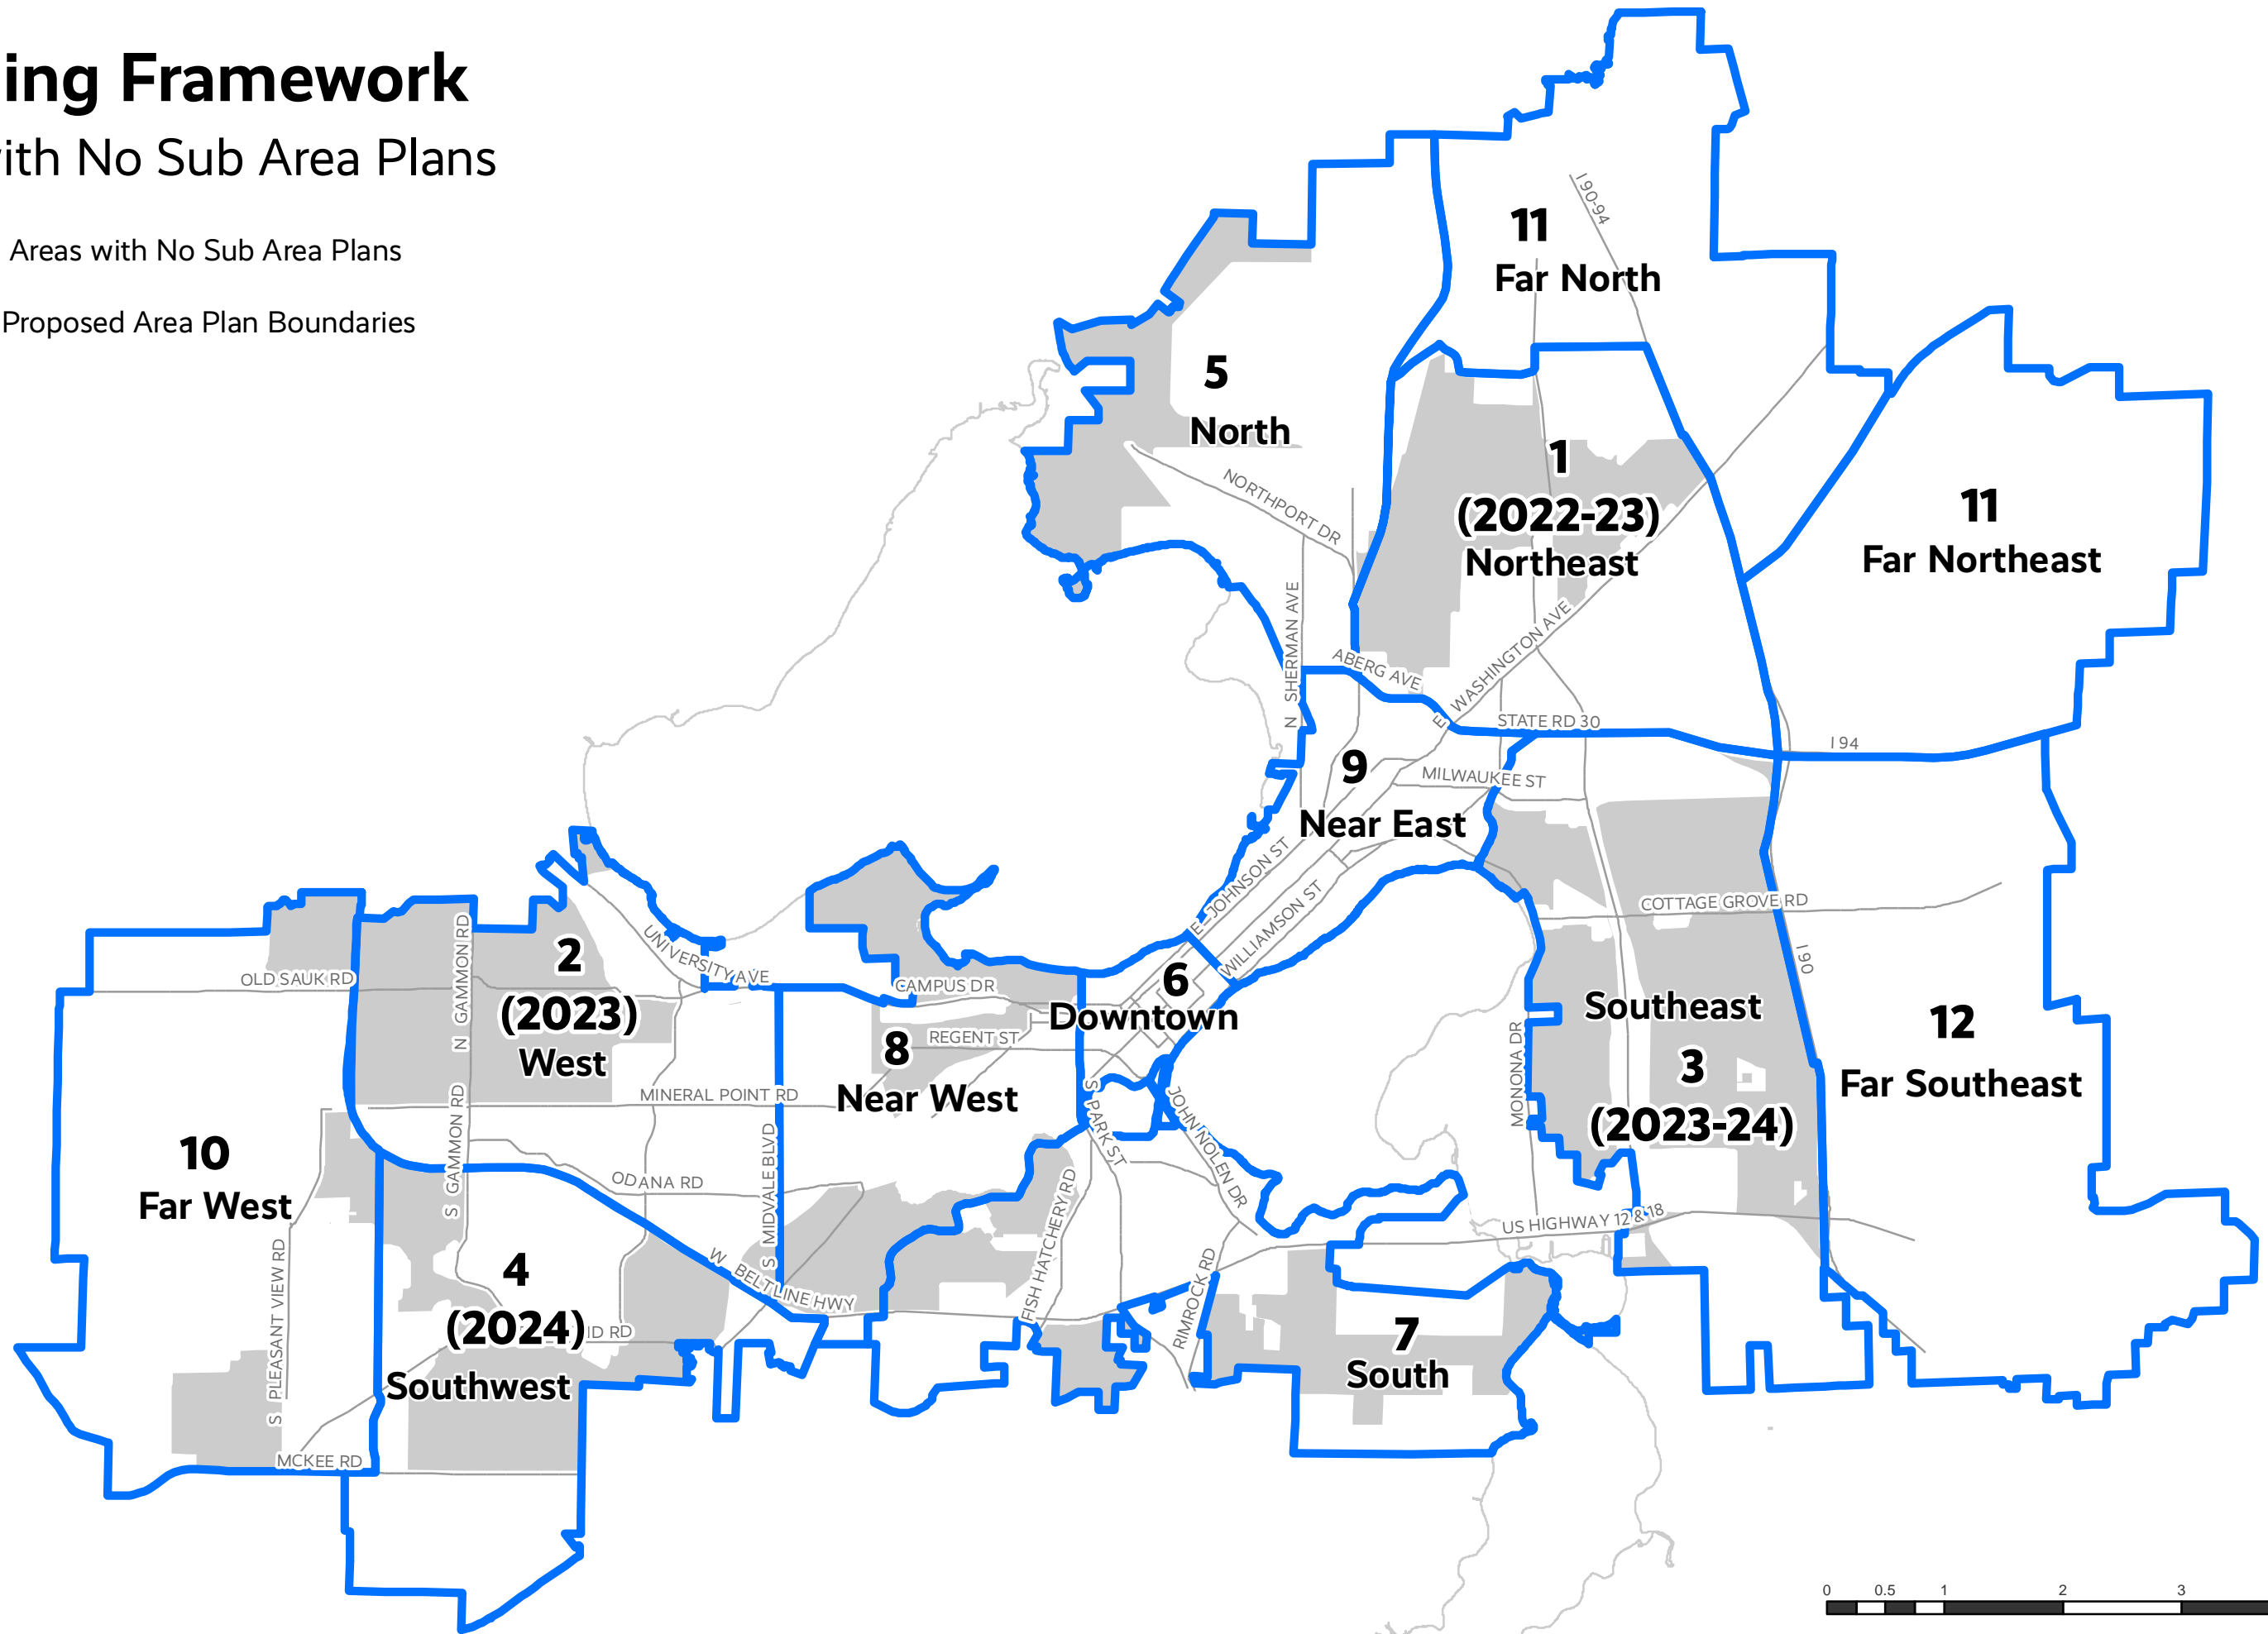 ing Framework
ith No Sub Area Plans
Areas with No Sub Area Plans
Proposed Area Plan Boundaries
I 90-94
11
Far North
5
North
NORTHPORT DR
1
(2022-23)
Northeast
11
Far Northeast
N SHERMAN AVE
ABERG AVE
E WASHINGTON AVE
STATE RD 30
I 94
9
MILWAUKEE ST
Near East
E JOHNSON ST
WILLIAMSON ST
COTTAGE GROVE RD
I 90
N GAMMON RD
2
(2023)
West
UNIVERSITY AVE
OLD SAUK RD
CAMPUS DR
6
Downtown
8
REGENT ST
Near West
MINERAL POINT RD
MONONA DR
Southeast
3
(2023-24)
12
Far Southeast
10
Far West
S GAMMON RD
ODANA RD
S MIDVALE BLVD
S PARK ST
JOHN NOLEN DR
FISH HATCHERY RD
US HIGHWAY 12 & 18
W BELTLINE HWY
RIMROCK RD
S PLEASANT VIEW RD
4
(2024)
ND RD
Southwest
7
South
MCKEE RD
0 0.5 1 2 3